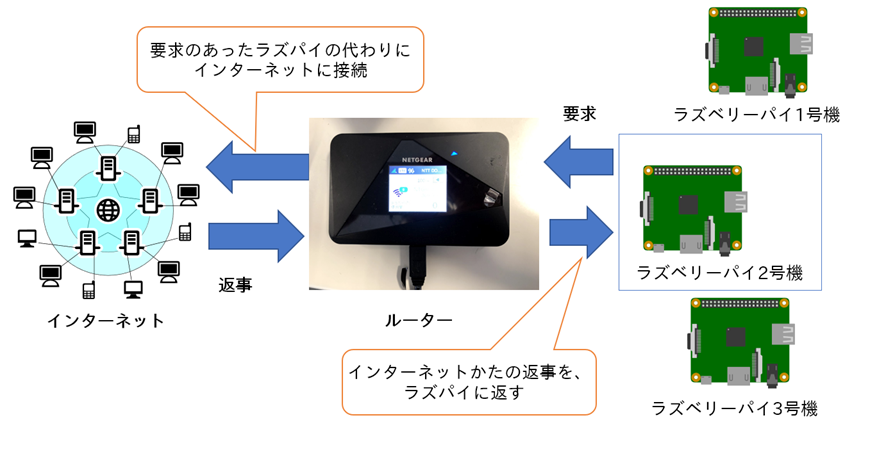 要求のあったラズパイの代わりに
インターネットに接続
ラズベリーパイ1号機
要求
NETGEAR
96
ラズベリーパイ2号機
返事
インターネット
ルーター
インターネットかたの返事を、
ラズパイに返す
ラズベリーパイ3号機